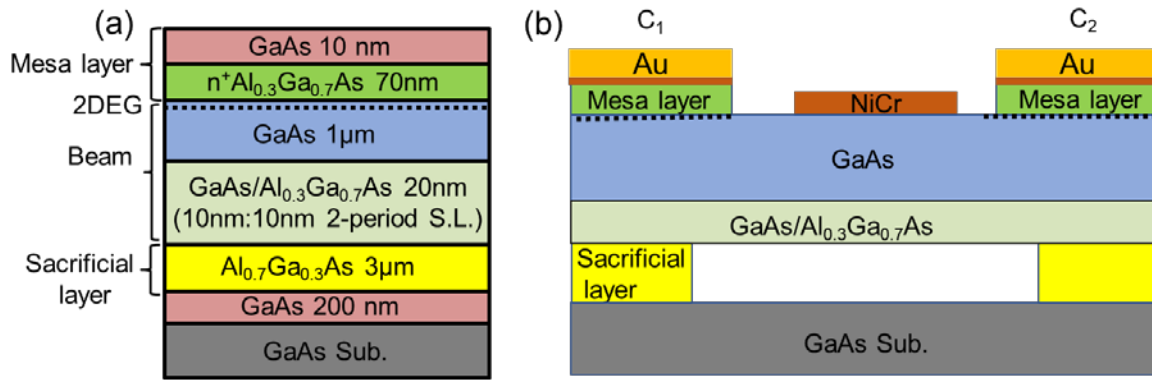 (a)
Mesa layer
GaAs 10 nm
n⁺Al₀.₃Ga₀.₇As 70nm
2DEG
Beam
GaAs 1μm
GaAs/Al₀.₃Ga₀.₇As 20nm
(10nm:10nm 2-period S.L.)
Sacrificial
layer
Al₀.₇Ga₀.₃As 3μm
GaAs 200 nm
GaAs Sub.
(b)
C₁
C₂
Au
Au
Mesa layer
NiCr
Mesa layer
GaAs
GaAs/Al₀.₃Ga₀.₇As
Sacrificial
layer
GaAs Sub.